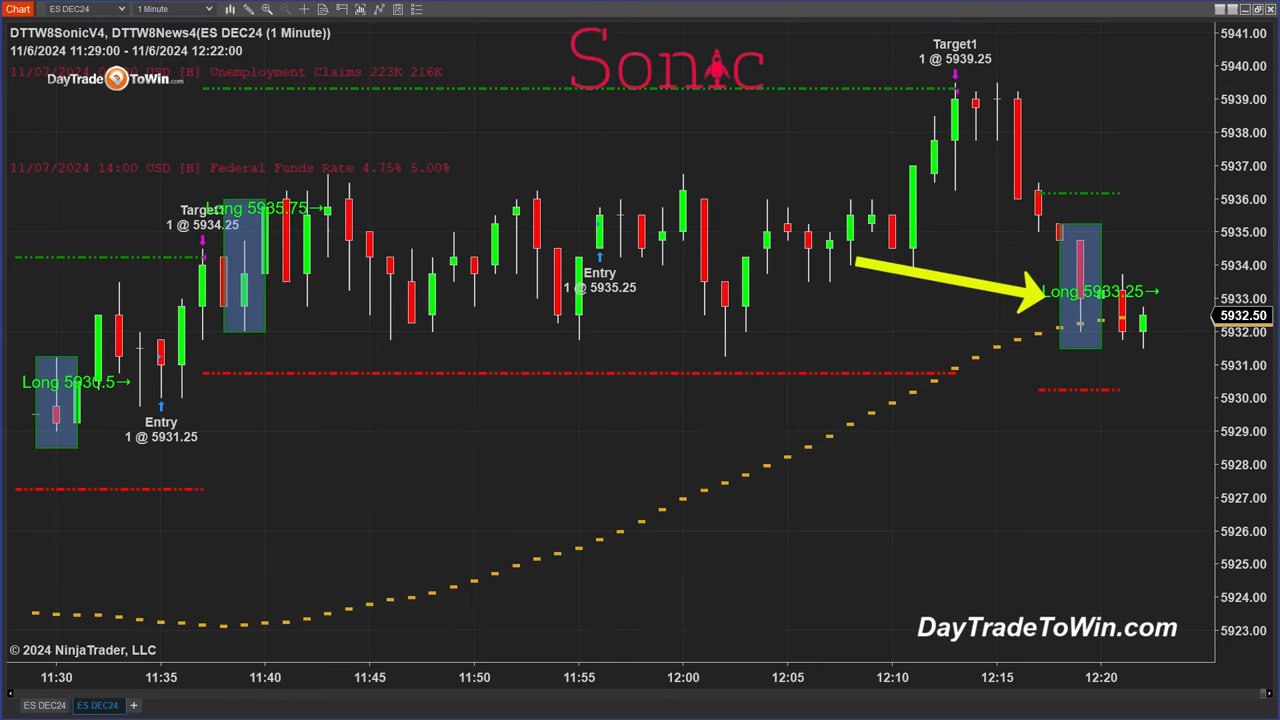 Chart
ES DEC24
1 Minute
DTTW8SonicV4, DTTW8News4(ES DEC24 (1 Minute))
11/6/2024 11:29:00 - 11/6/2024 12:22:00
[H] Unemployment Claims 223K 216K
DayTradeToWin.com
Sonic
11/07/2024 14:00 USD [H] Federal Funds Rate 4.75% 5.00%
Target1
1 @ 5939.25
Long 5935.75→
1 @ 5934.25
Entry
1 @ 5935.25
Long 5933.25→
Long 5930.5→
Entry
1 @ 5931.25
5941.00
5940.00
5939.00
5938.00
5937.00
5936.00
5935.00
5934.00
5933.00
5932.50
5932.00
5931.00
5930.00
5929.00
5928.00
5927.00
5926.00
5925.00
5924.00
5923.00
DayTradeToWin.com
© 2024 NinjaTrader, LLC
11:30
11:35
11:40
11:45
11:50
11:55
12:00
12:05
12:10
12:15
12:20
ES DEC24
ES DEC24